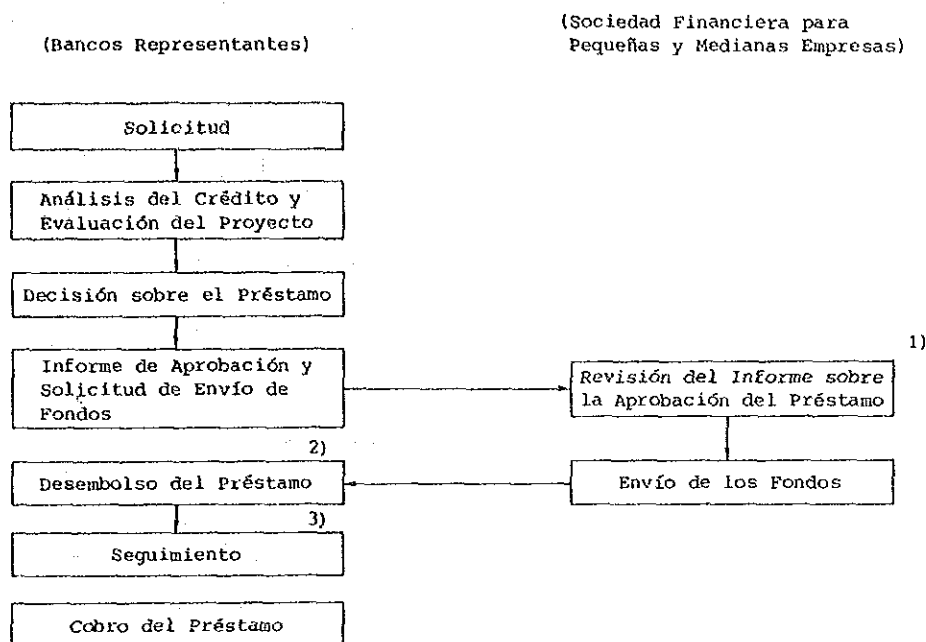 (Bancos Representantes)
(Sociedad Financiera para
Pequeñas y Medianas Empresas)
Solicitud
Análisis del Crédito y
Evaluación del Proyecto
Decisión sobre el Préstamo
Informe de Aprobación y
Solicitud de Envío de
Fondos
1)
Revisión del Informe sobre
la Aprobación del Préstamo
2)
Desembolso del Préstamo
Envío de los Fondos
3)
Seguimiento
Cobro del Préstamo